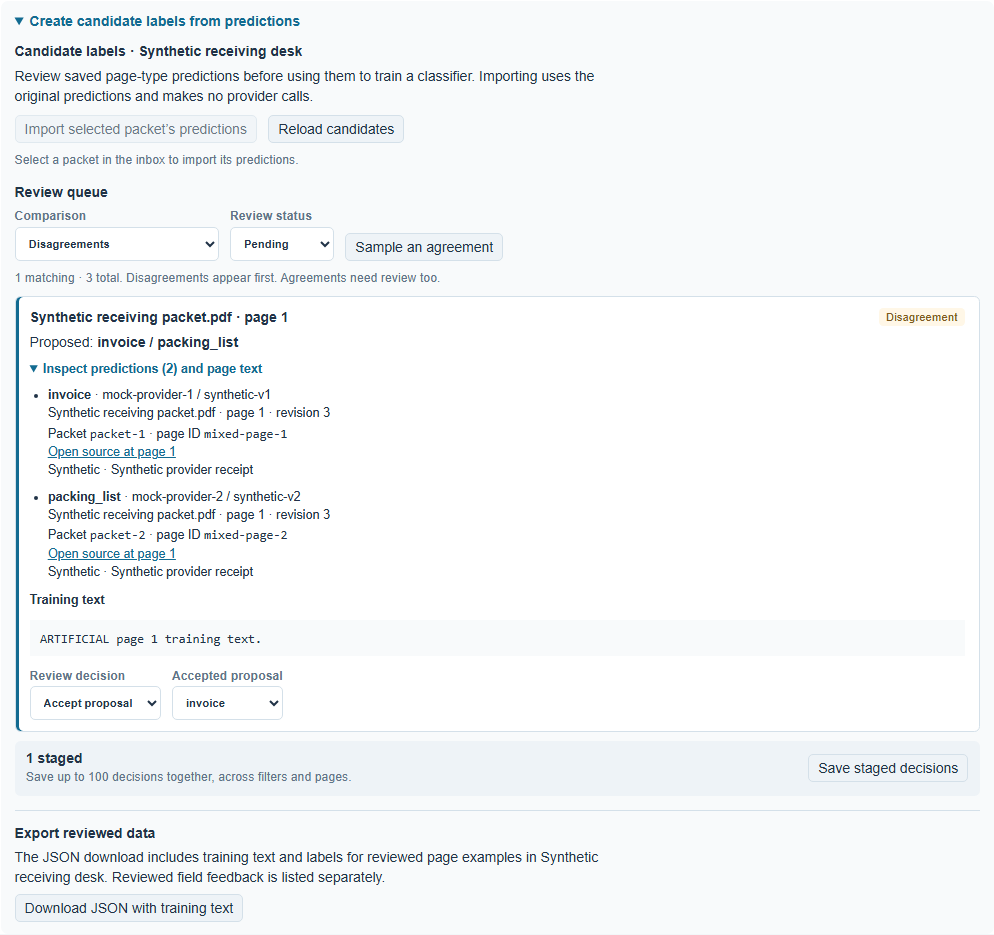 ▼ Create candidate labels from predictions
Candidate labels · Synthetic receiving desk
Review saved page-type predictions before using them to train a classifier. Importing uses the
original predictions and makes no provider calls.
Import selected packet's predictions
Reload candidates
Select a packet in the inbox to import its predictions.
Review queue
Comparison
Review status
Disagreements
Pending
Sample an agreement
1 matching · 3 total. Disagreements appear first. Agreements need review too.
Synthetic receiving packet.pdf · page 1
Disagreement
Proposed: invoice / packing_list
▼ Inspect predictions (2) and page text
• invoice · mock-provider-1 / synthetic-v1
Synthetic receiving packet.pdf · page 1 · revision 3
Packet packet-1 · page ID mixed-page-1
Open source at page 1
Synthetic · Synthetic provider receipt
• packing_list · mock-provider-2 / synthetic-v2
Synthetic receiving packet.pdf · page 1 · revision 3
Packet packet-2 · page ID mixed-page-2
Open source at page 1
Synthetic · Synthetic provider receipt
Training text
ARTIFICIAL page 1 training text.
Review decision
Accepted proposal
Accept proposal
invoice
1 staged
Save up to 100 decisions together, across filters and pages.
Save staged decisions
Export reviewed data
The JSON download includes training text and labels for reviewed page examples in Synthetic
receiving desk. Reviewed field feedback is listed separately.
Download JSON with training text